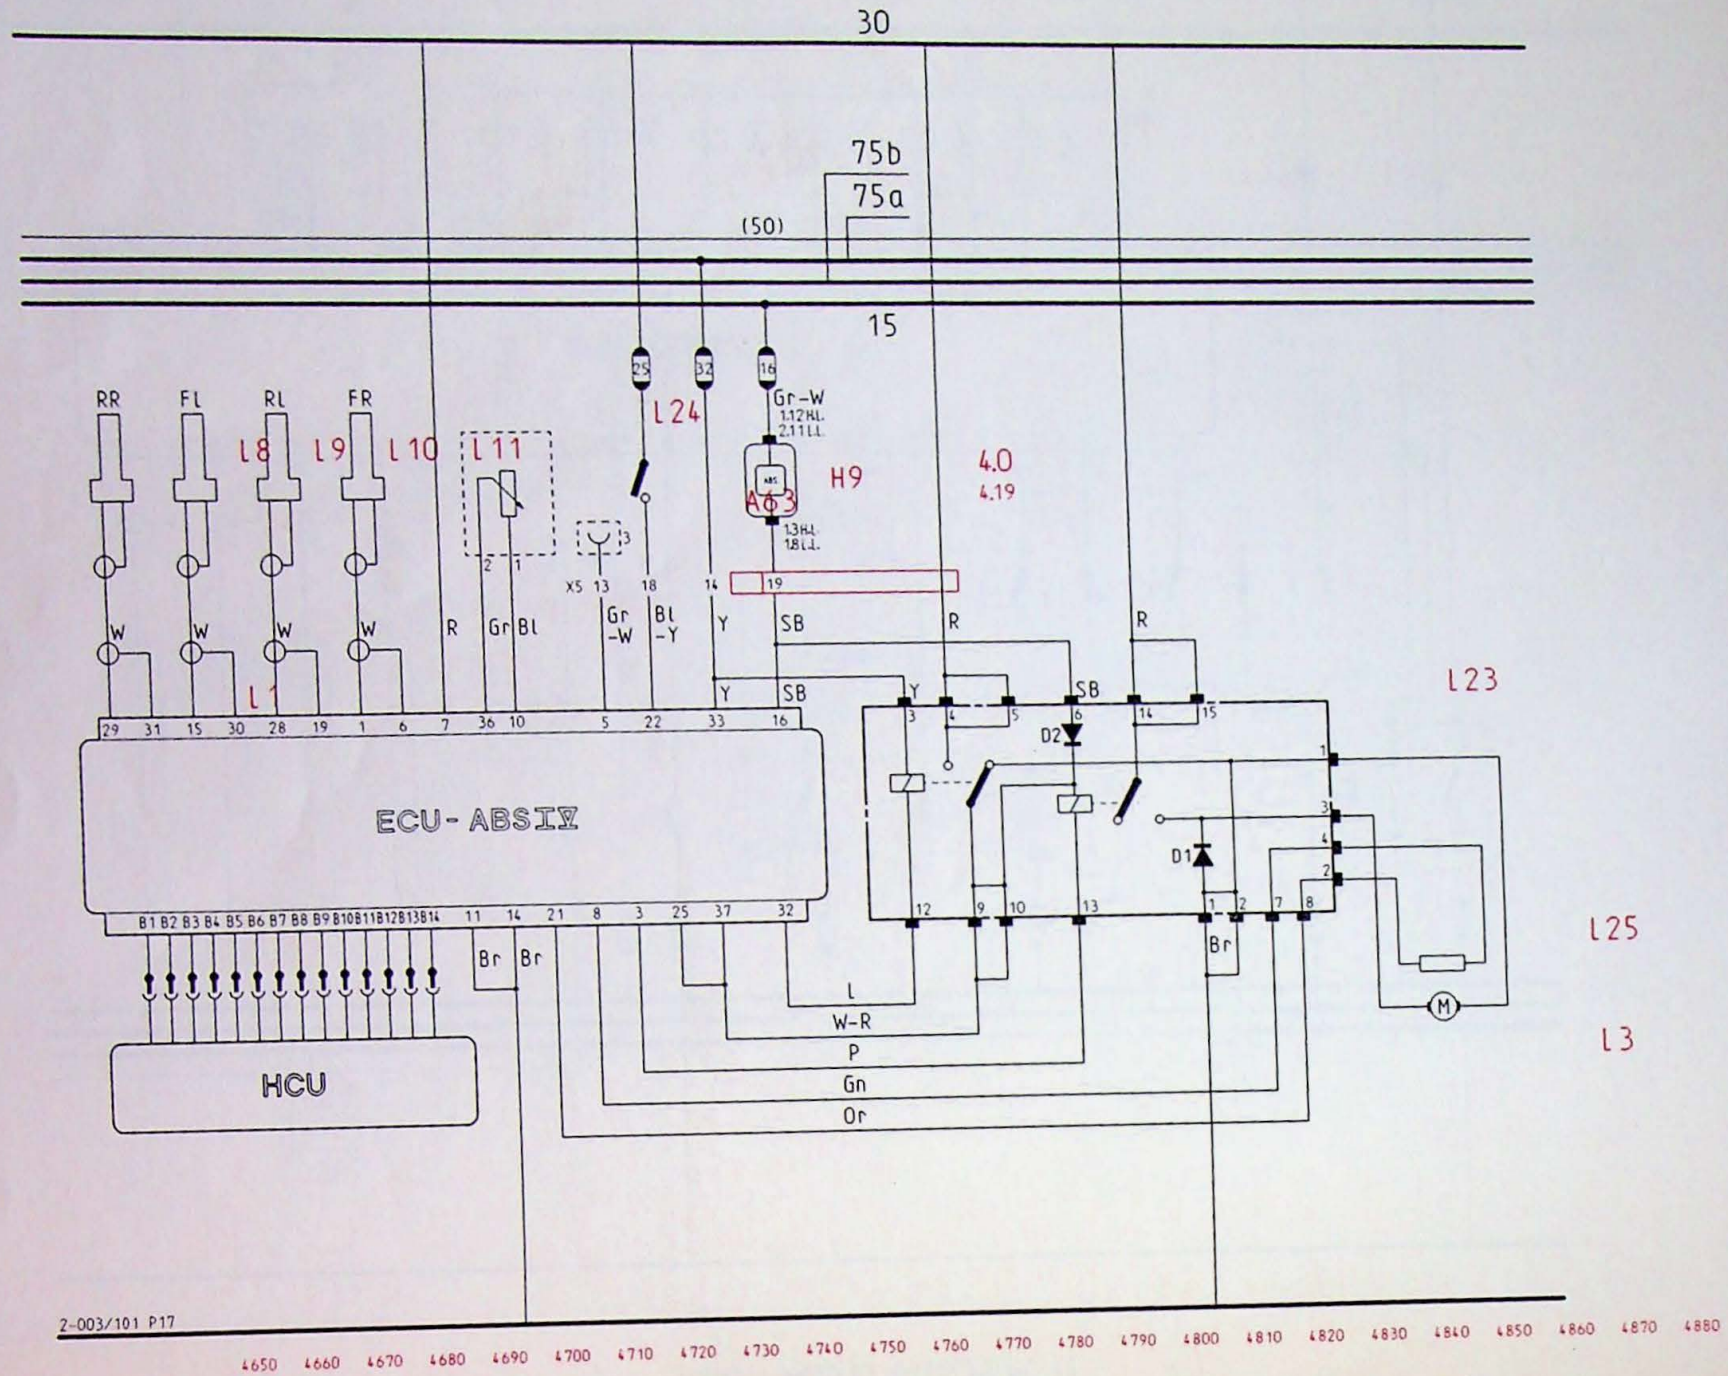 30
75b
75a
(50)
15
25 32 16
RR Fl Rl FR
Gr-W
1.12 H.L.
2.11 L.L.
L24
L8 L9 L10 L11
H9
4.0
4.19
ABS
A63
1.3 H.L.
1.8 L.L.
3
2 1
X5 13 18 14 19
W W W W R Gr Bl Gr-W Bl-Y Y SB R R
L1
Y SB Y SB
L23
29 31 15 30 28 19 1 6 7 36 10 5 22 33 16
3 4 5 6 14 15
D2
1
ECU-ABSIV
3
4
D1
2
B1 B2 B3 B4 B5 B6 B7 B8 B9 B10 B11 B12 B13 B14 11 14 21 8 3 25 37 32
12 9 10 13 1 2 7 8
L25
Br Br
Br
L
M
W-R
L3
P
HCU
Gn
Or
2-003/101 P17
4650 4660 4670 4680 4690 4700 4710 4720 4730 4740 4750 4760 4770 4780 4790 4800 4810 4820 4830 4840 4850 4860 4870 4880